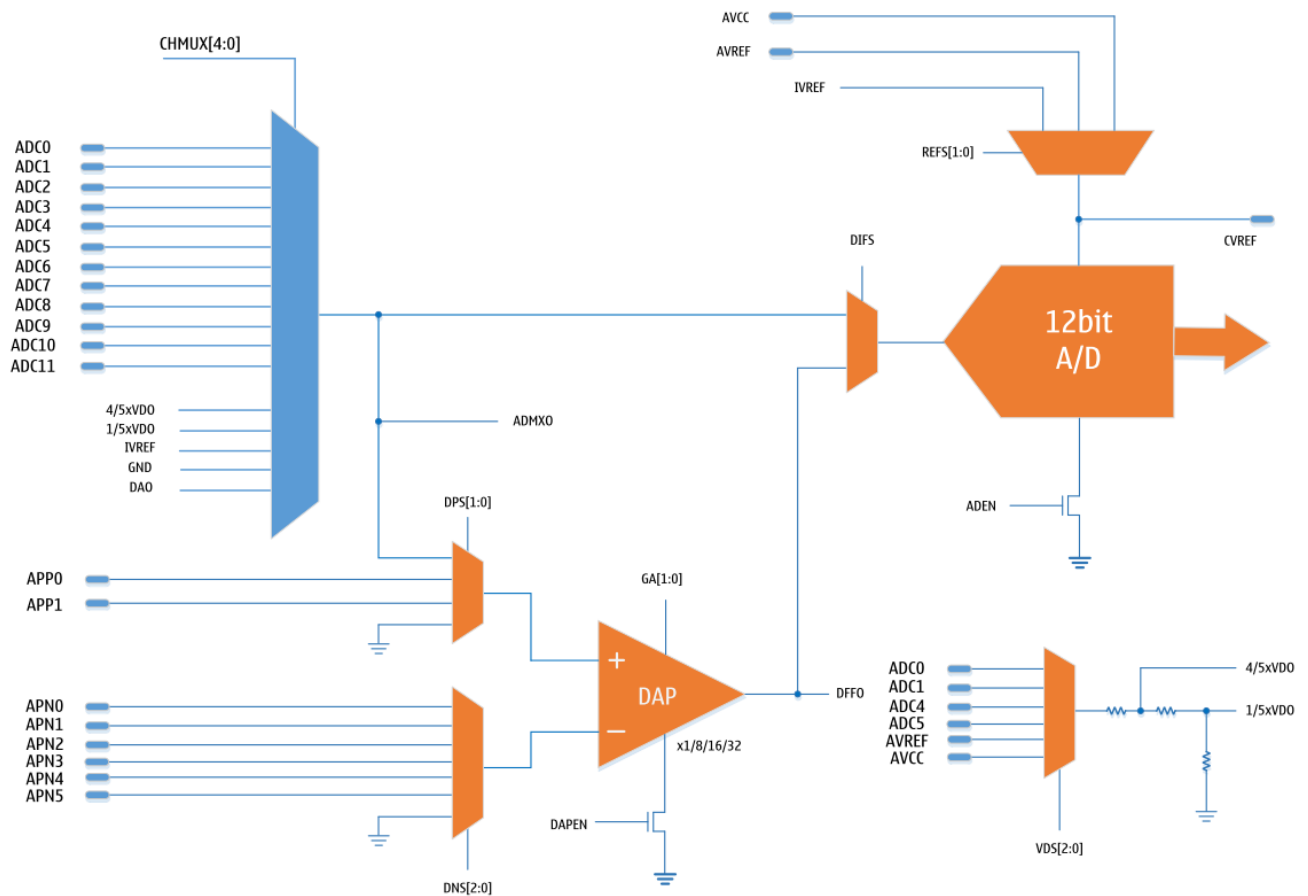 AVCC
CHMUX[4:0]
AVREF
IVREF
ADC0
ADC1
ADC2
ADC3
ADC4
ADC5
ADC6
ADC7
ADC8
ADC9
ADC10
ADC11
4/5xVDO
1/5xVDO
IVREF
GND
DAO
REFS[1:0]
CVREF
DIFS
12bit
A/D
ADMXO
ADEN
DPS[1:0]
APP0
APP1
GA[1:0]
+
DAP
−
x1/8/16/32
DFFO
APN0
APN1
APN2
APN3
APN4
APN5
DAPEN
DNS[2:0]
ADC0
ADC1
ADC4
ADC5
AVREF
AVCC
4/5xVDO
1/5xVDO
VDS[2:0]